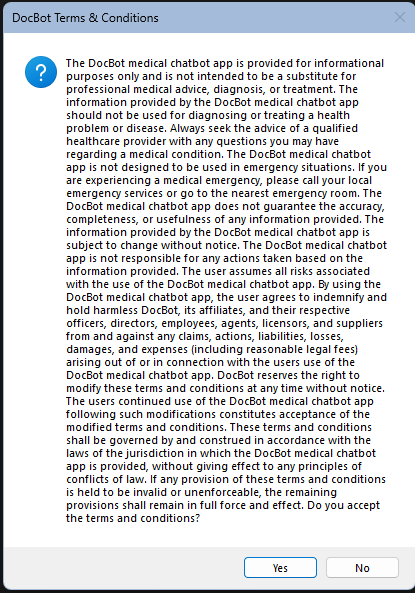 DocBot Terms & Conditions
The DocBot medical chatbot app is provided for informational
purposes only and is not intended to be a substitute for
professional medical advice, diagnosis, or treatment. The
information provided by the DocBot medical chatbot app
should not be used for diagnosing or treating a health
problem or disease. Always seek the advice of a qualified
healthcare provider with any questions you may have
regarding a medical condition. The DocBot medical chatbot
app is not designed to be used in emergency situations. If you
are experiencing a medical emergency, please call your local
emergency services or go to the nearest emergency room. The
DocBot medical chatbot app does not guarantee the accuracy,
completeness, or usefulness of any information provided. The
information provided by the DocBot medical chatbot app is
subject to change without notice. The DocBot medical chatbot
app is not responsible for any actions taken based on the
information provided. The user assumes all risks associated
with the use of the DocBot medical chatbot app. By using the
DocBot medical chatbot app, the user agrees to indemnify and
hold harmless DocBot, its affiliates, and their respective
officers, directors, employees, agents, licensors, and suppliers
from and against any claims, actions, liabilities, losses,
damages, and expenses (including reasonable legal fees)
arising out of or in connection with the users use of the
DocBot medical chatbot app. DocBot reserves the right to
modify these terms and conditions at any time without notice.
The users continued use of the DocBot medical chatbot app
following such modifications constitutes acceptance of the
modified terms and conditions. These terms and conditions
shall be governed by and construed in accordance with the
laws of the jurisdiction in which the DocBot medical chatbot
app is provided, without giving effect to any principles of
conflicts of law. If any provision of these terms and conditions
is held to be invalid or unenforceable, the remaining
provisions shall remain in full force and effect. Do you accept
the terms and conditions?
Yes No